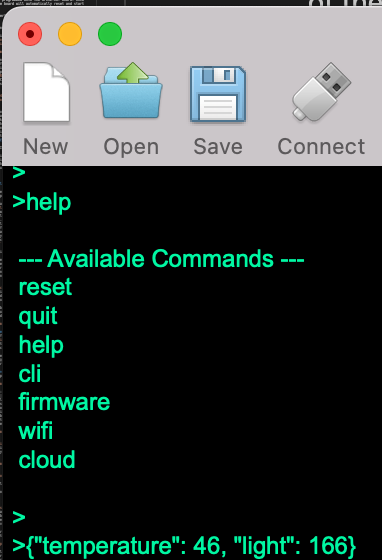 New Open Save Connect
>
>help
--- Available Commands ---
reset
quit
help
cli
firmware
wifi
cloud
>
>{"temperature": 46, "light": 166}